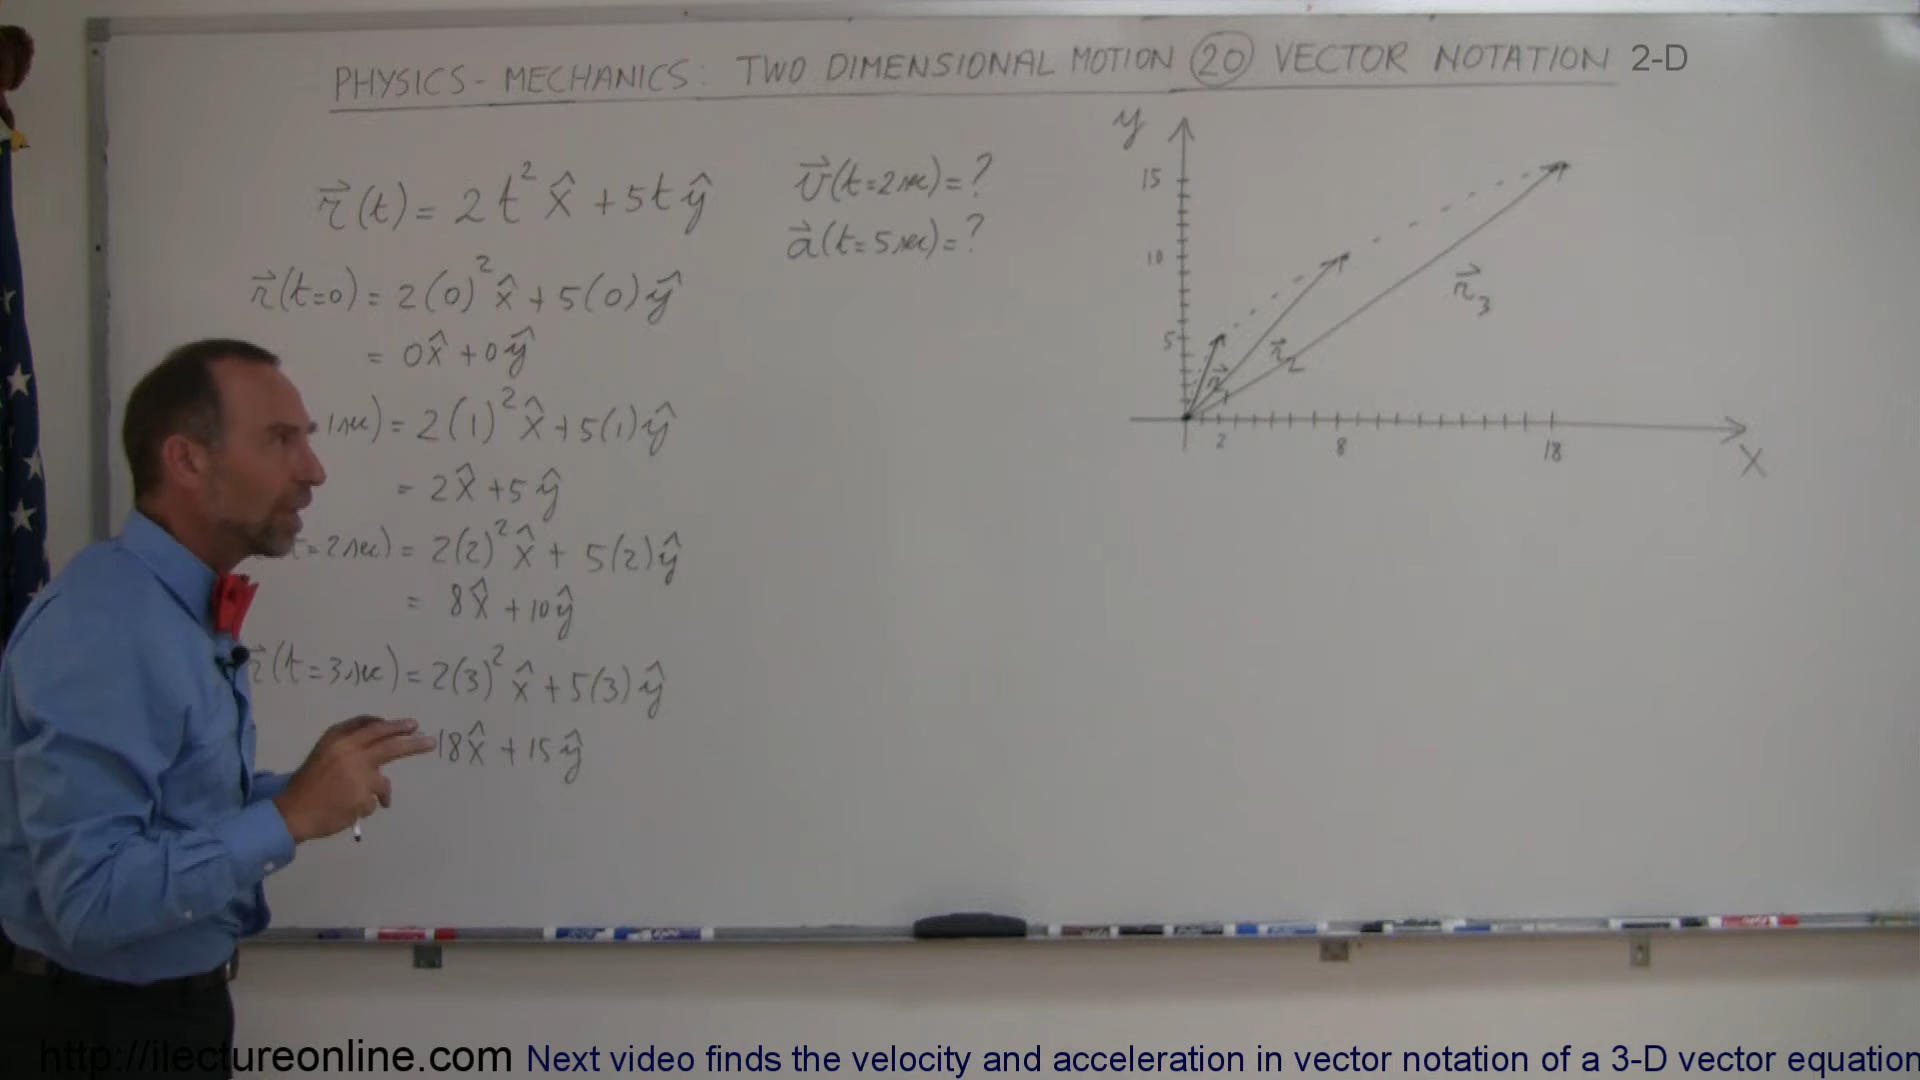 PHYSICS - MECHANICS: TWO DIMENSIONAL MOTION 20 VECTOR NOTATION 2-D
r⃗(t) = 2t² x̂ + 5t ŷ
v⃗(t=2sec)=?
a⃗(t=5sec)=?
r⃗(t=0) = 2(0)² x̂ + 5(0) ŷ
= 0x̂ + 0ŷ
1sec) = 2(1)² x̂ + 5(1) ŷ
= 2x̂ + 5ŷ
t=2sec) = 2(2)² x̂ + 5(2) ŷ
= 8x̂ + 10ŷ
r⃗(t=3sec) = 2(3)² x̂ + 5(3) ŷ
18x̂ + 15ŷ
y
15
10
5
r⃗
r⃗₂
r⃗₃
2 8 18
X
http://ilectureonline.com Next video finds the velocity and acceleration in vector notation of a 3-D vector equation